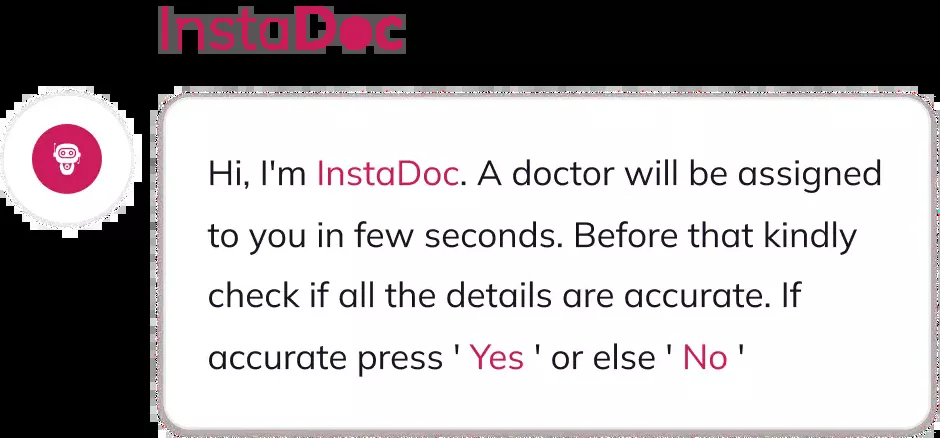 InstaDoc
Hi, I'm InstaDoc. A doctor will be assigned
to you in few seconds. Before that kindly
check if all the details are accurate. If
accurate press ' Yes ' or else ' No '